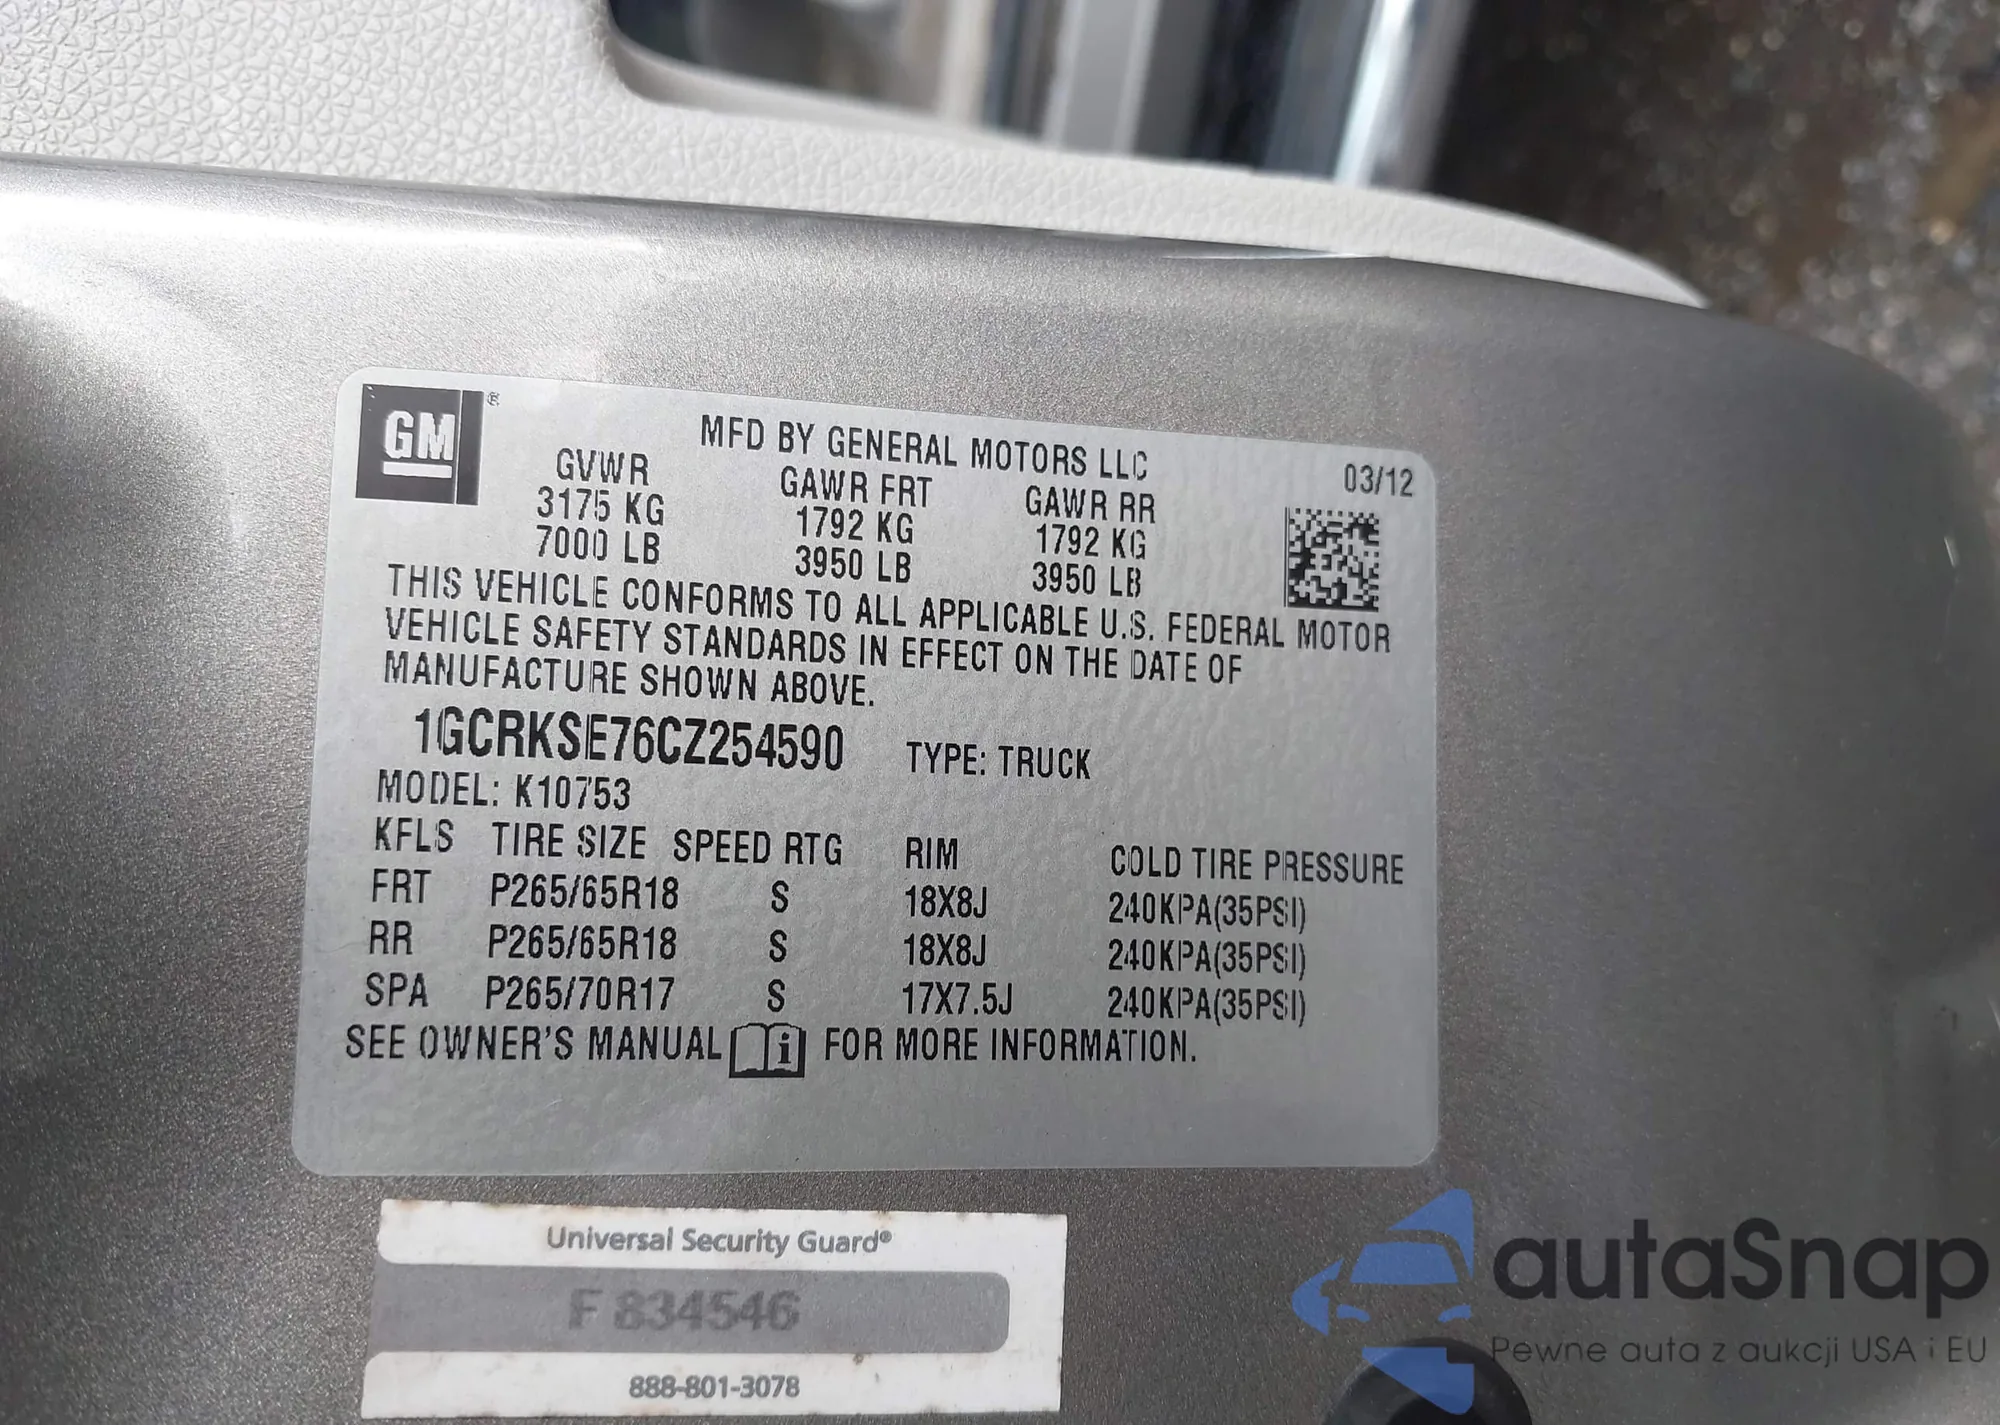 GM®
MFD BY GENERAL MOTORS LLC
03/12
GVWR GAWR FRT GAWR RR
3175 KG 1792 KG 1792 KG
7000 LB 3950 LB 3950 LB
THIS VEHICLE CONFORMS TO ALL APPLICABLE U.S. FEDERAL MOTOR
VEHICLE SAFETY STANDARDS IN EFFECT ON THE DATE OF
MANUFACTURE SHOWN ABOVE.
1GCRKSE76CZ254590 TYPE: TRUCK
MODEL: K10753
KFLS TIRE SIZE SPEED RTG RIM COLD TIRE PRESSURE
FRT P265/65R18 S 18X8J 240KPA(35PSI)
RR P265/65R18 S 18X8J 240KPA(35PSI)
SPA P265/70R17 S 17X7.5J 240KPA(35PSI)
SEE OWNER'S MANUAL i FOR MORE INFORMATION.
Universal Security Guard®
F 834546
888-801-3078
autaSnap
Pewne auta z aukcji USA i EU